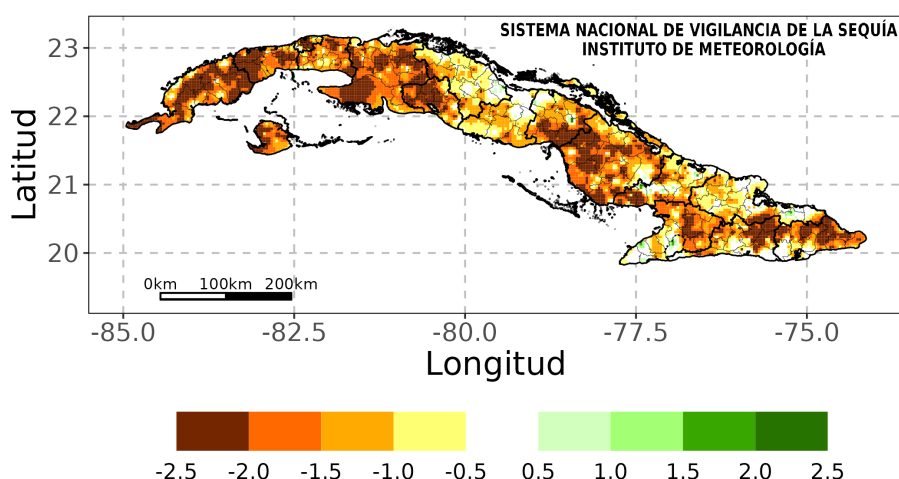 SISTEMA NACIONAL DE VIGILANCIA DE LA SEQUÍA
INSTITUTO DE METEOROLOGÍA
23
22
21
20
Latitud
0km 100km 200km
-85.0 -82.5 -80.0 -77.5 -75.0
Longitud
-2.5 -2.0 -1.5 -1.0 -0.5 0.5 1.0 1.5 2.0 2.5